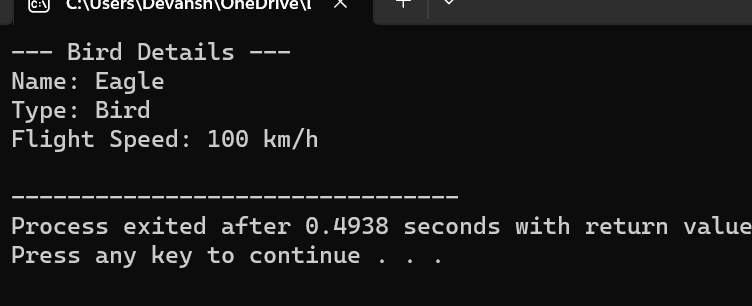 C:\Users\Devansh\OneDrive\
--- Bird Details ---
Name: Eagle
Type: Bird
Flight Speed: 100 km/h
--------------------------------
Process exited after 0.4938 seconds with return value
Press any key to continue . . .